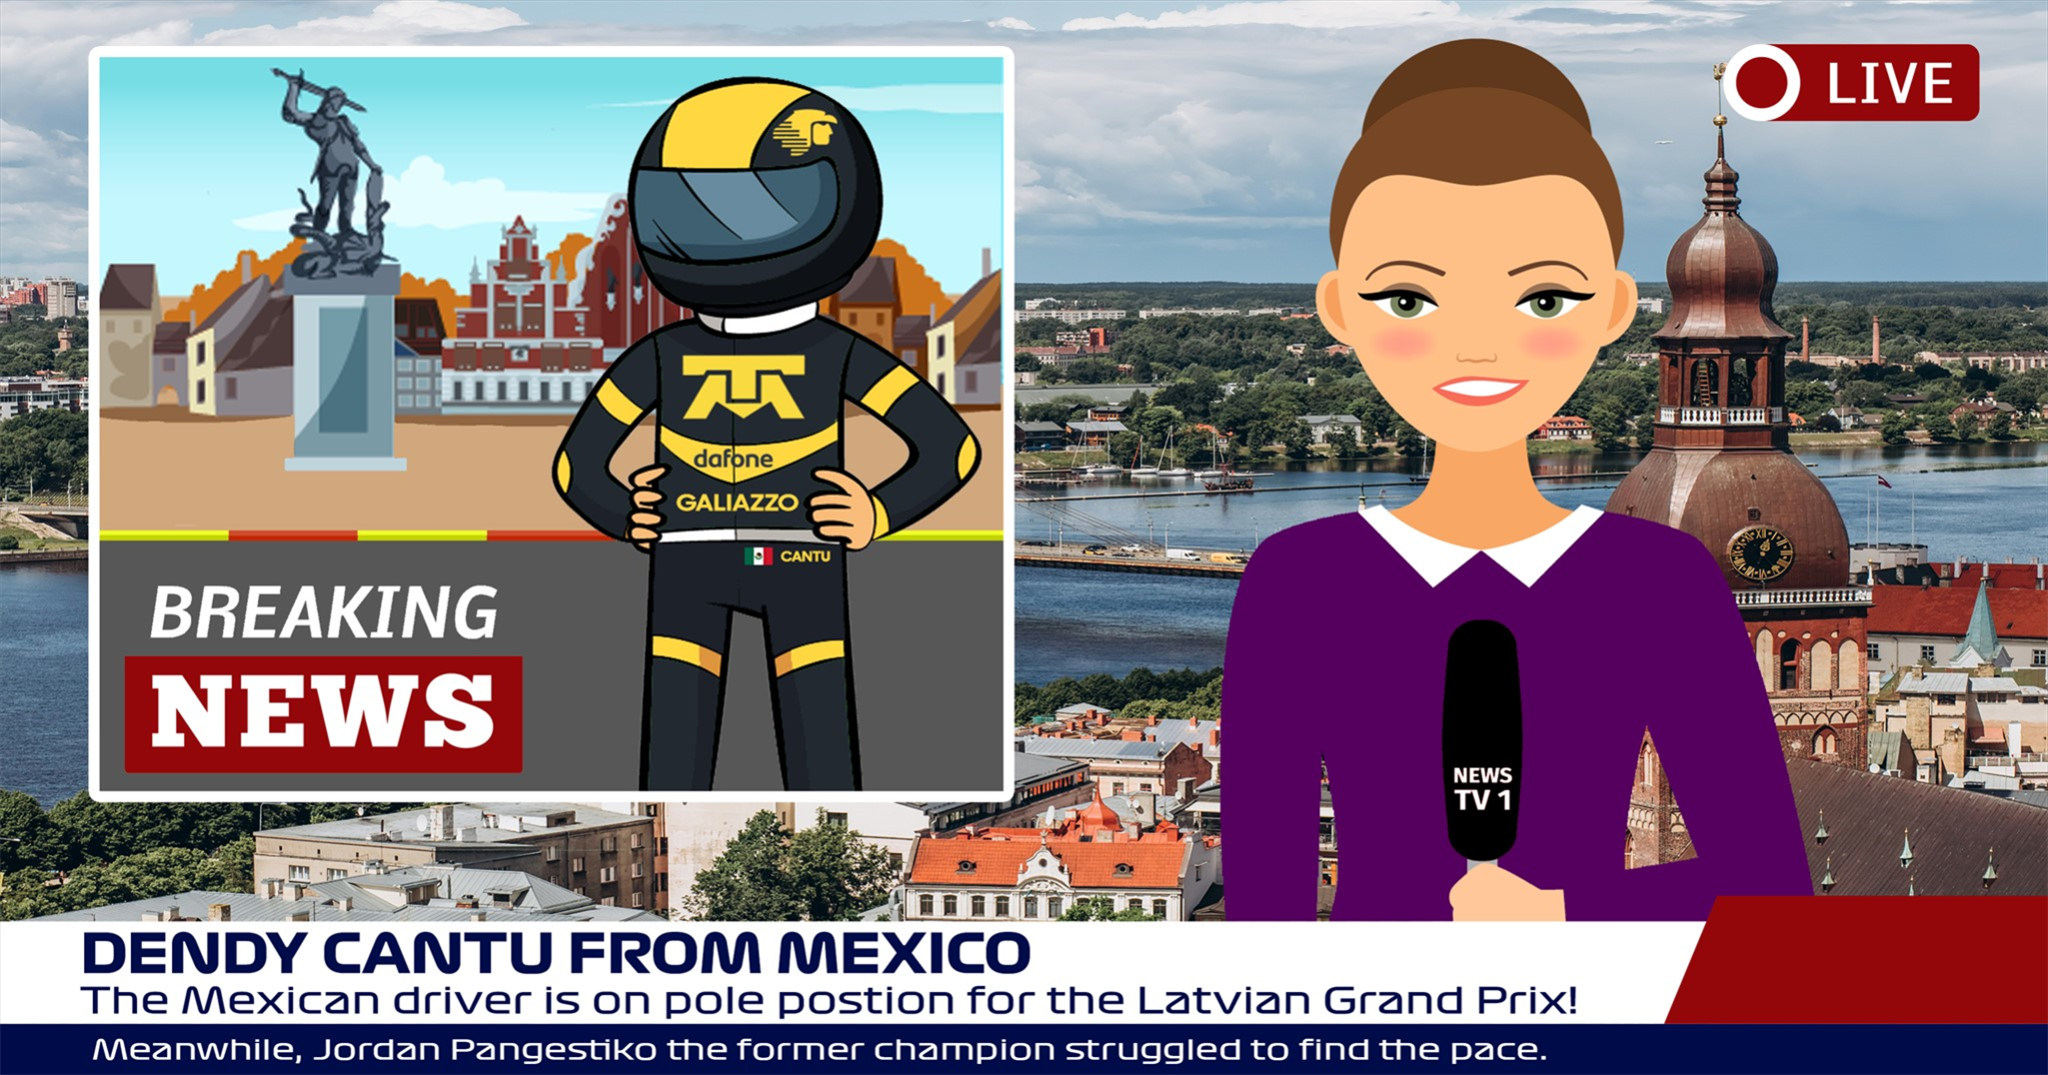 LIVE
TM
dafone
GALIAZZO
CANTU
BREAKING
NEWS
NEWS
TV 1
DENDY CANTU FROM MEXICO
The Mexican driver is on pole postion for the Latvian Grand Prix!
Meanwhile, Jordan Pangestiko the former champion struggled to find the pace.